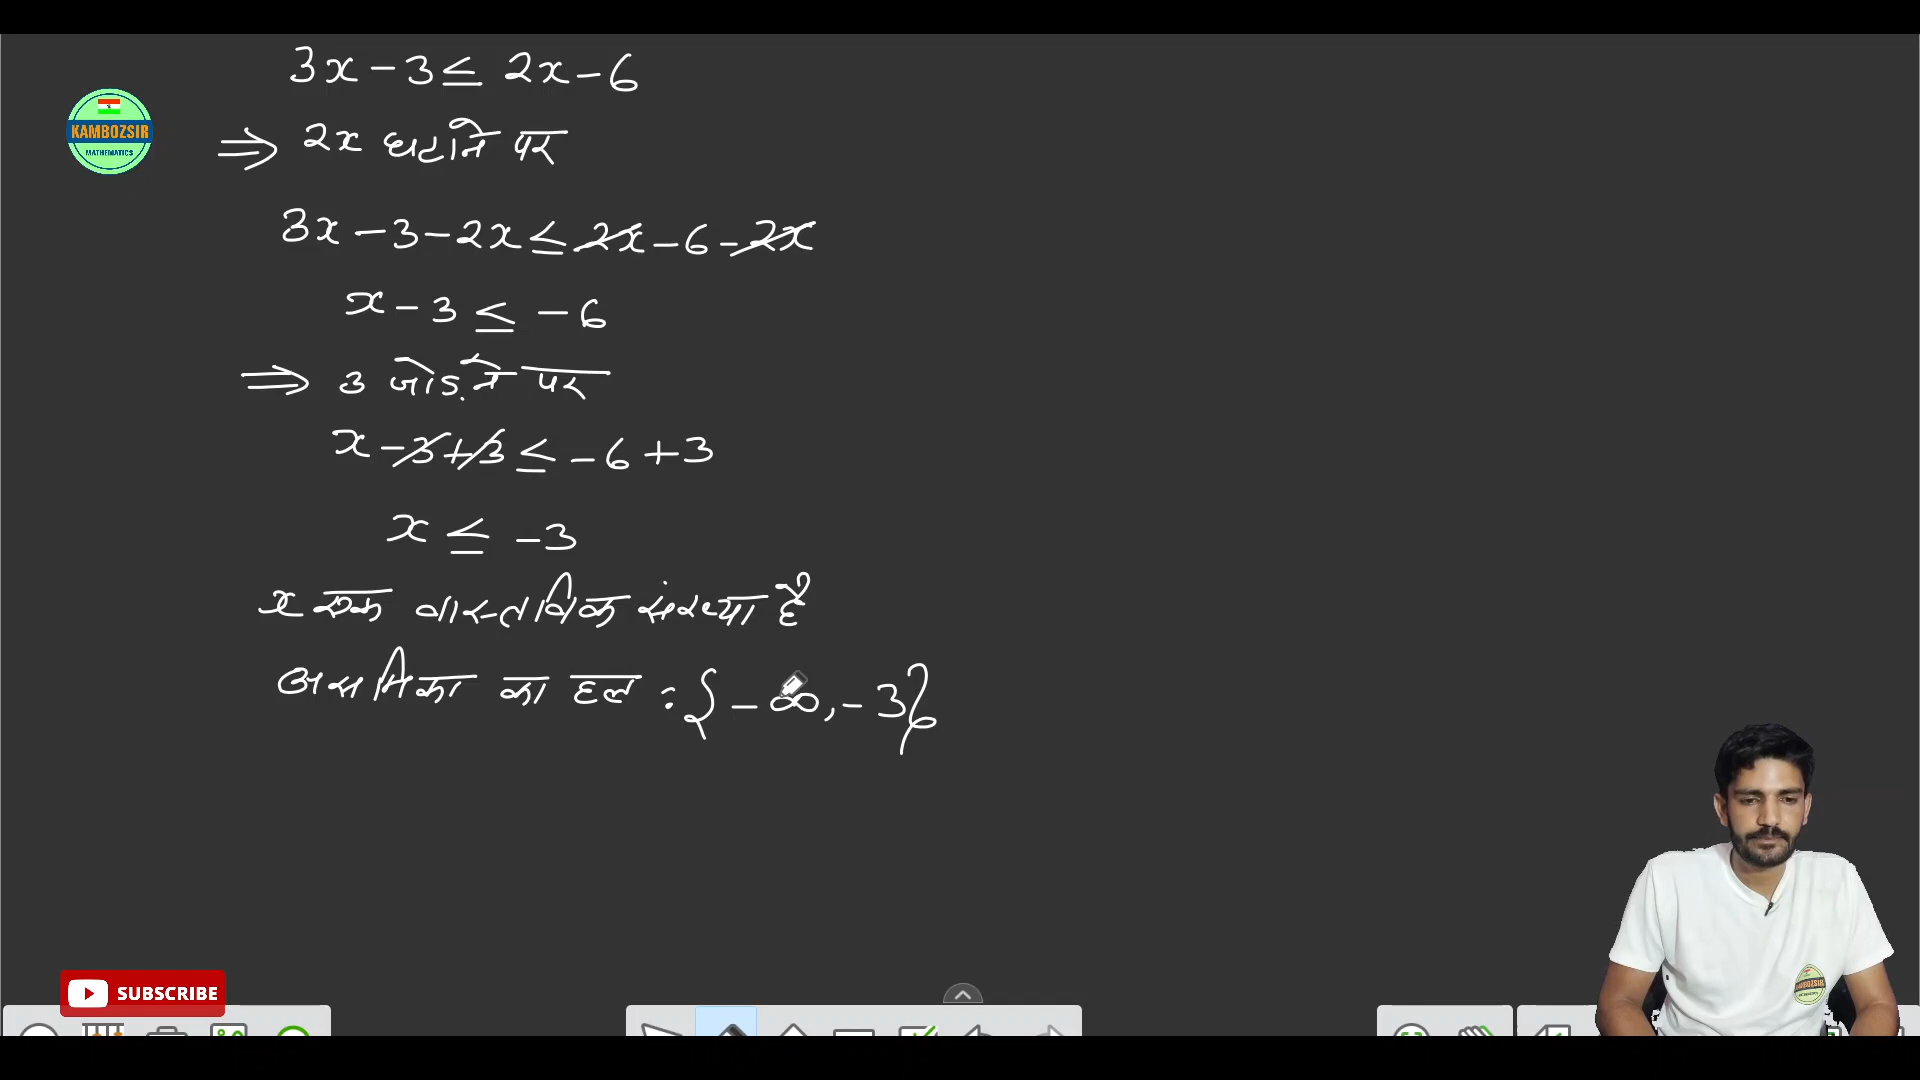 3x - 3 ≤ 2x - 6
KAMBOZSIR
MATHEMATICS
⇒ 2x घटाने पर
3x - 3 - 2x ≤ 2x - 6 - 2x
x - 3 ≤ - 6
⇒ 3 जोड़ने पर
x - 3 + 3 ≤ - 6 + 3
x ≤ - 3
x एक वास्तविक संख्या है
असमिका का हल : { - ∞, - 3}
SUBSCRIBE